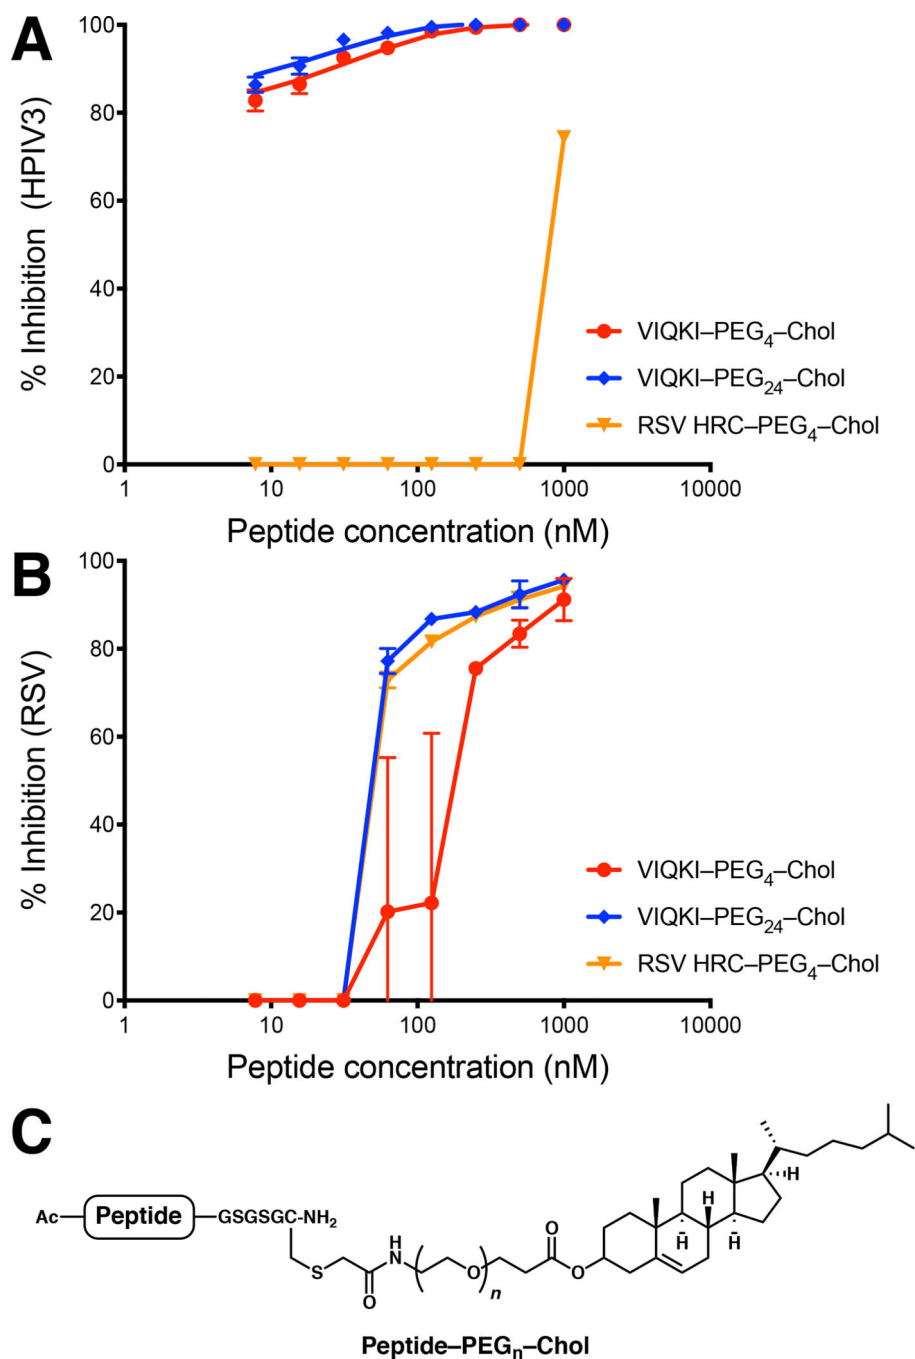 A
% Inhibition (HPIV3)
100
80
60
40
20
0
VIQKI–PEG4–Chol
VIQKI–PEG24–Chol
RSV HRC–PEG4–Chol
1 10 100 1000 10000
Peptide concentration (nM)
B
% Inhibition (RSV)
100
80
60
40
20
0
VIQKI–PEG4–Chol
VIQKI–PEG24–Chol
RSV HRC–PEG4–Chol
1 10 100 1000 10000
Peptide concentration (nM)
C
Ac Peptide GSGSGC-NH2
S
O
H
N
O
n
O
O
H
H
H
H
Peptide–PEGn–Chol